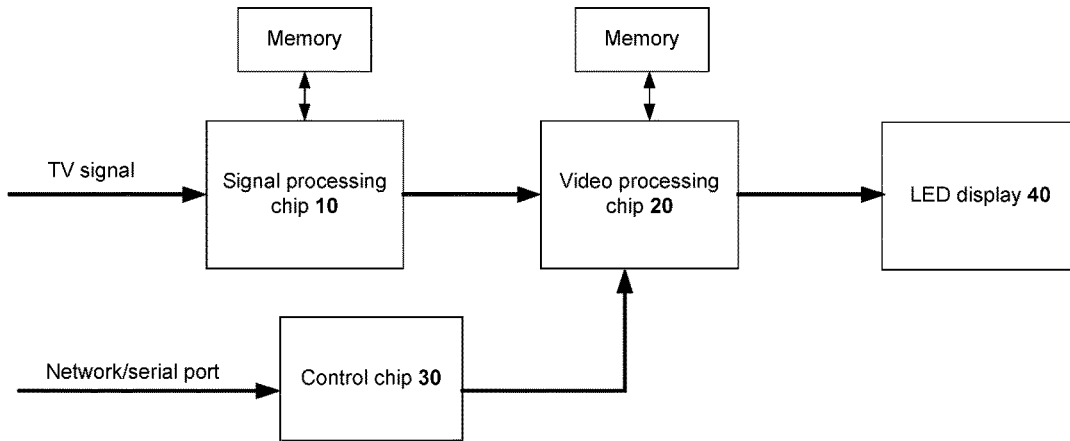 Memory
Memory
TV signal
Signal processing
chip 10
Video processing
chip 20
LED display 40
Network/serial port
Control chip 30